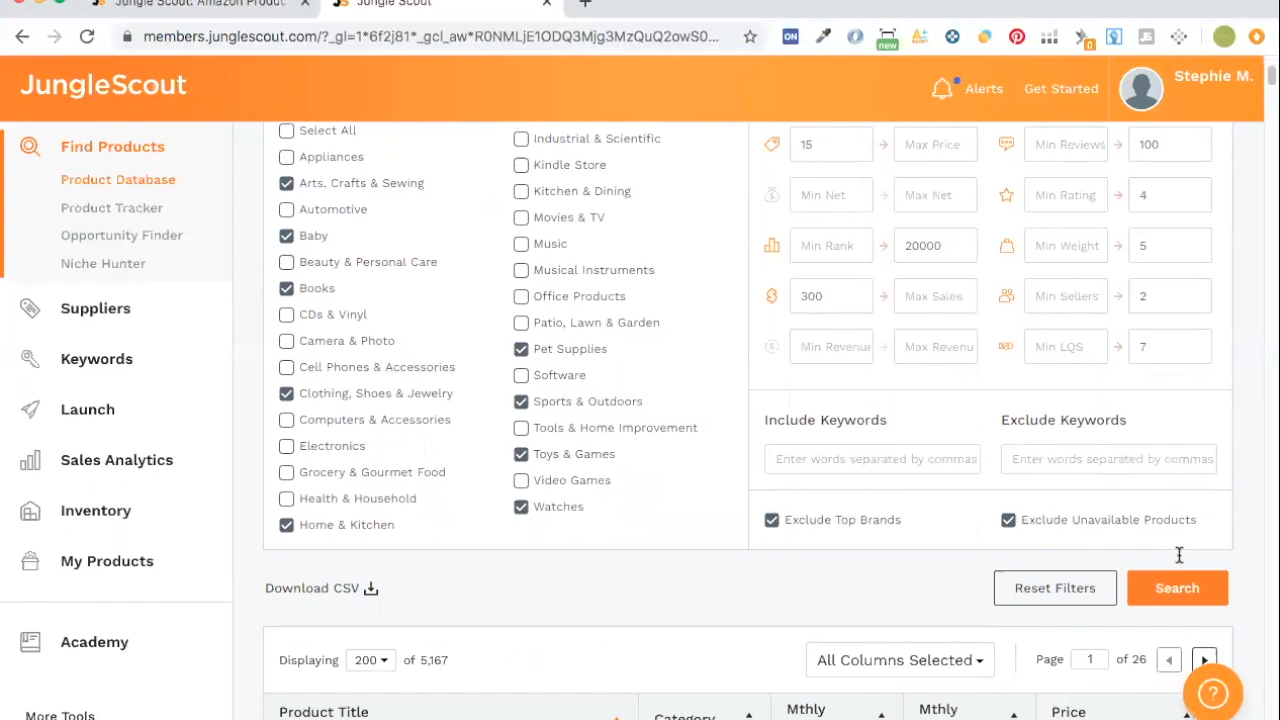 Jungle Scout: Amazon Produc
Jungle Scout
members.junglescout.com/?_gl=1*6f2j81*_gcl_aw*R0NMLjE1ODQ3Mjg3MzQuQ2owS0...
ON
new
0
JungleScout
Alerts
Get Started
Stephie M.
Find Products
Product Database
Product Tracker
Opportunity Finder
Niche Hunter
Suppliers
Keywords
Launch
Sales Analytics
Inventory
My Products
Academy
More Tools
Select All
Appliances
Arts, Crafts & Sewing
Automotive
Baby
Beauty & Personal Care
Books
CDs & Vinyl
Camera & Photo
Cell Phones & Accessories
Clothing, Shoes & Jewelry
Computers & Accessories
Electronics
Grocery & Gourmet Food
Health & Household
Home & Kitchen
Industrial & Scientific
Kindle Store
Kitchen & Dining
Movies & TV
Music
Musical Instruments
Office Products
Patio, Lawn & Garden
Pet Supplies
Software
Sports & Outdoors
Tools & Home Improvement
Toys & Games
Video Games
Watches
15 Max Price Min Reviews 100
Min Net Max Net Min Rating 4
Min Rank 20000 Min Weight 5
300 Max Sales Min Sellers 2
Min Revenue Max Revenu Min LQS 7
Include Keywords Exclude Keywords
Enter words separated by commas Enter words separated by commas
Exclude Top Brands Exclude Unavailable Products
Download CSV Reset Filters Search
Displaying 200 of 5,167 All Columns Selected Page 1 of 26
Product Title Category Mthly Mthly Price
?